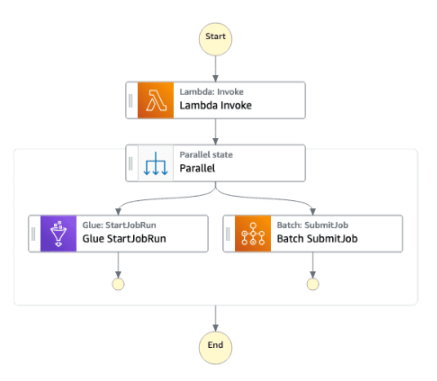 Start
Lambda: Invoke
Lambda Invoke
Parallel state
Parallel
Glue: StartJobRun
Glue StartJobRun
Batch: SubmitJob
Batch SubmitJob
End